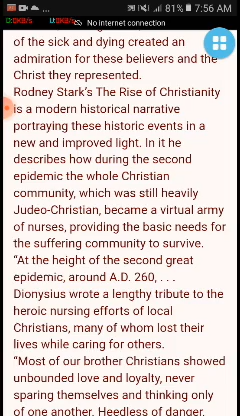 0:0KB/s U:0KB/s No internet connection 81% 7:56 AM
of the sick and dying created an
admiration for these believers and the
Christ they represented.
Rodney Stark's The Rise of Christianity
is a modern historical narrative
portraying these historic events in a
new and improved light. In it he
describes how during the second
epidemic the whole Christian
community, which was still heavily
Judeo-Christian, became a virtual army
of nurses, providing the basic needs for
the suffering community to survive.
“At the height of the second great
epidemic, around A.D. 260, . . .
Dionysius wrote a lengthy tribute to the
heroic nursing efforts of local
Christians, many of whom lost their
lives while caring for others.
“Most of our brother Christians showed
unbounded love and loyalty, never
sparing themselves and thinking only
of one another. Heedless of danger,